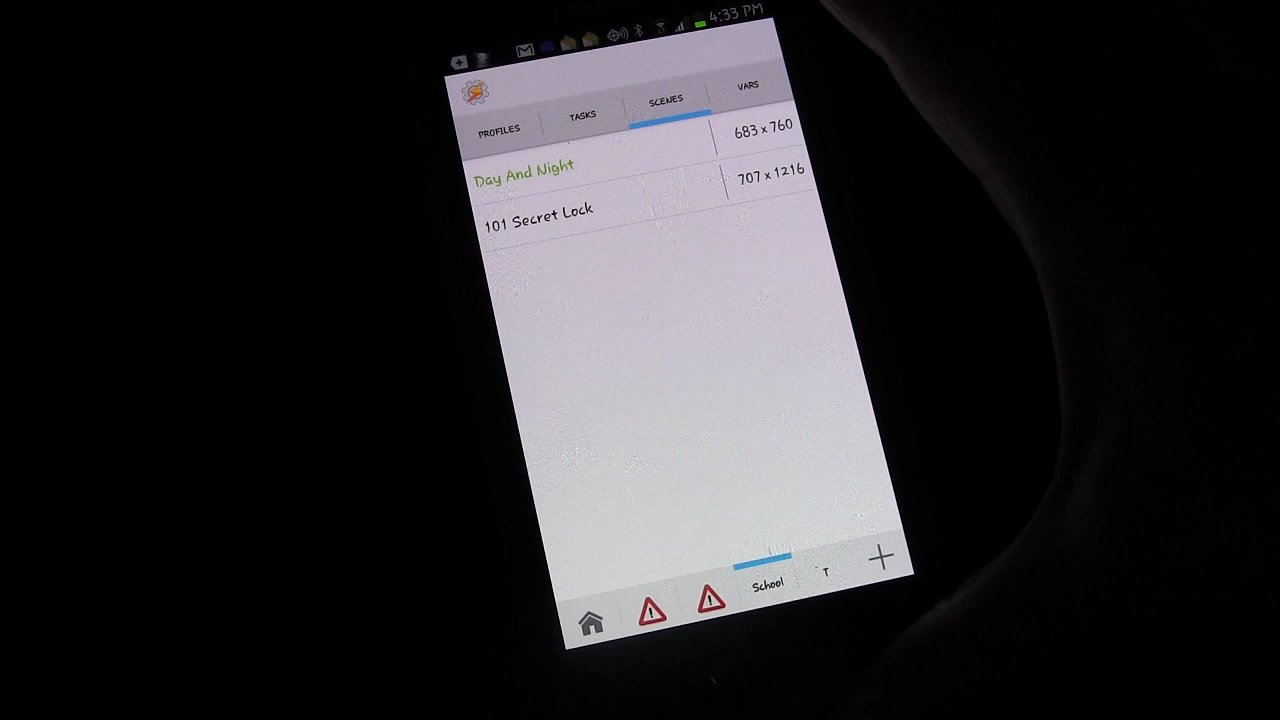 4:33 PM
PROFILES TASKS SCENES VARS
Day And Night 683 x 760
101 Secret Lock 707 x 1216
School T